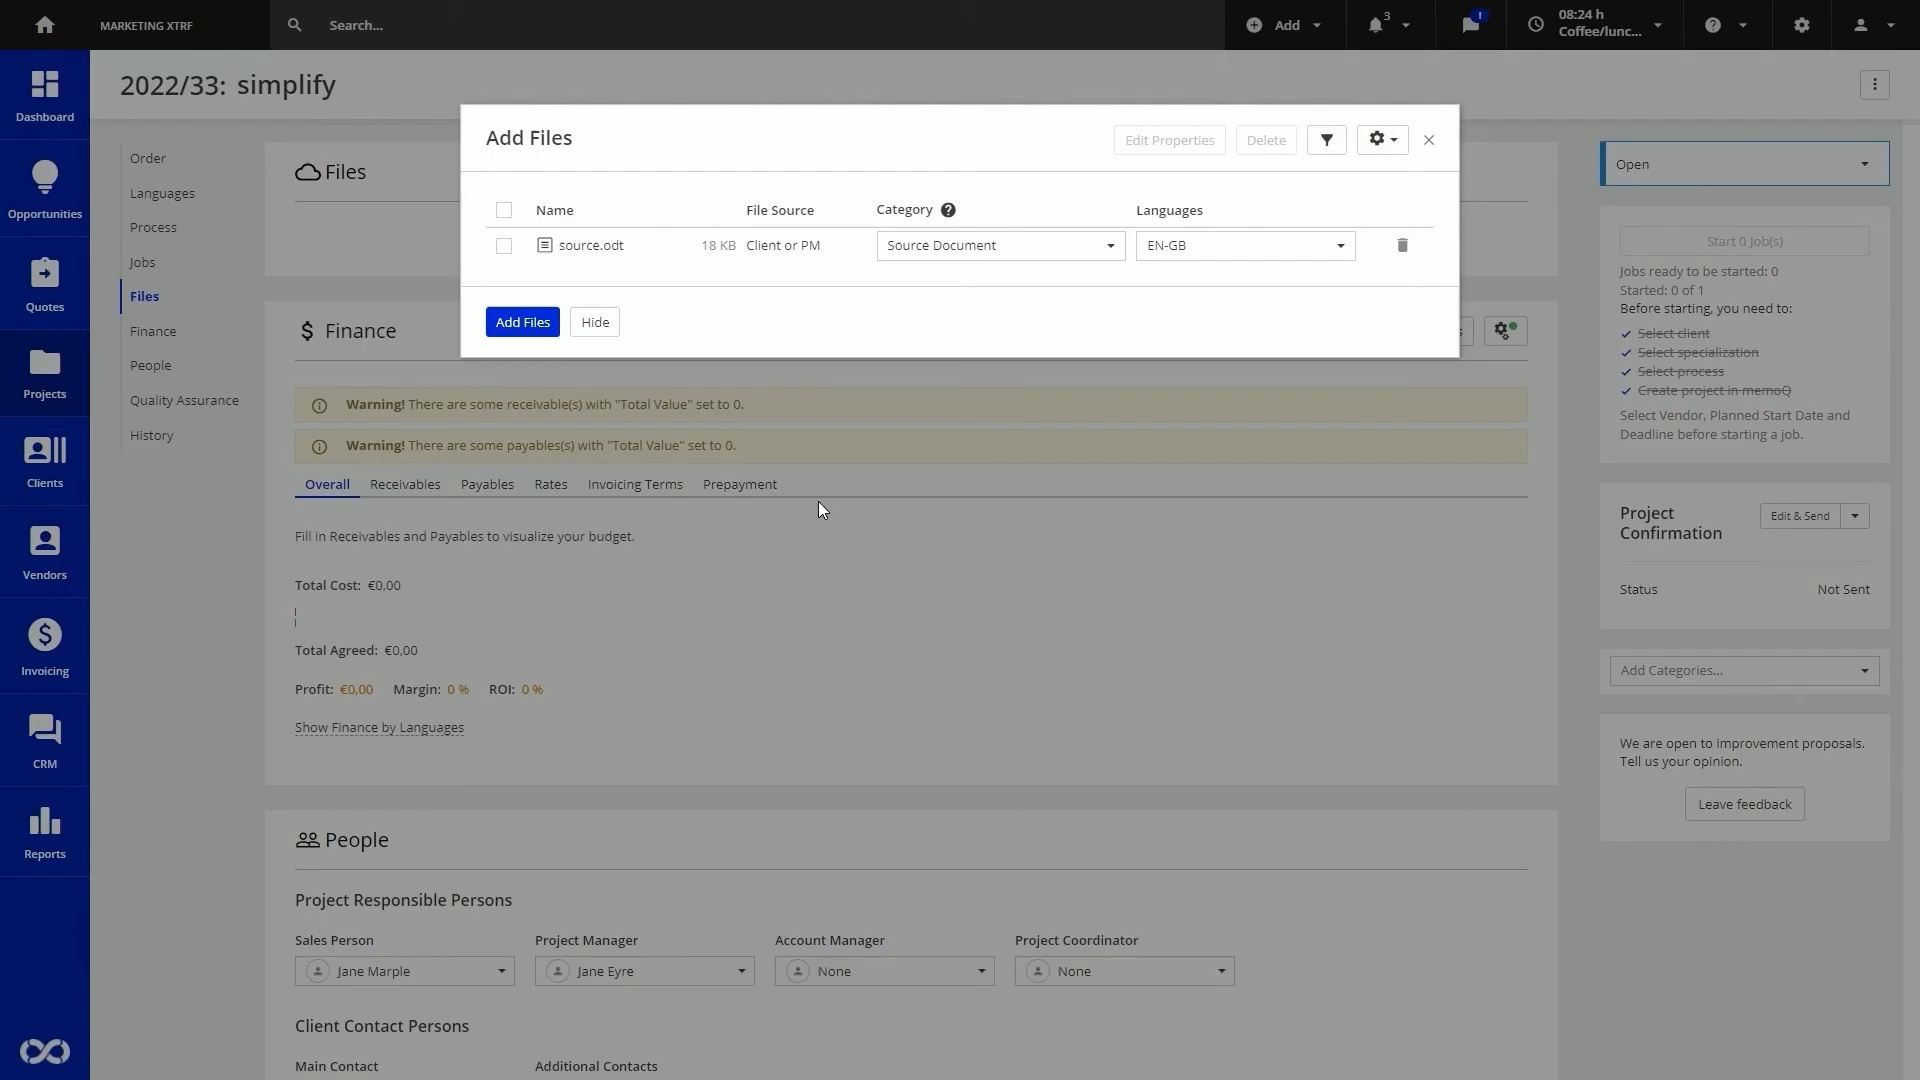 MARKETING XTRF
Search...
Add
3
!
08:24 h
Coffee/lunc...
2022/33: simplify
Dashboard
Opportunities
Quotes
Projects
Clients
Vendors
Invoicing
CRM
Reports
Order
Languages
Process
Jobs
Files
Finance
People
Quality Assurance
History
Files
Add Files
Edit Properties
Delete
Name
File Source
Category
Languages
source.odt
18 KB
Client or PM
Source Document
EN-GB
Add Files
Hide
$ Finance
Warning! There are some receivable(s) with "Total Value" set to 0.
Warning! There are some payables(s) with "Total Value" set to 0.
Overall
Receivables
Payables
Rates
Invoicing Terms
Prepayment
Fill in Receivables and Payables to visualize your budget.
Total Cost: €0,00
Total Agreed: €0,00
Profit: €0,00 Margin: 0 % ROI: 0 %
Show Finance by Languages
People
Project Responsible Persons
Sales Person
Project Manager
Account Manager
Project Coordinator
Jane Marple
Jane Eyre
None
None
Client Contact Persons
Main Contact
Additional Contacts
Open
Start 0 Job(s)
Jobs ready to be started: 0
Started: 0 of 1
Before starting, you need to:
Select client
Select specialization
Select process
Create project in memoQ
Select Vendor, Planned Start Date and
Deadline before starting a job.
Project
Confirmation
Edit & Send
Status
Not Sent
Add Categories...
We are open to improvement proposals.
Tell us your opinion.
Leave feedback